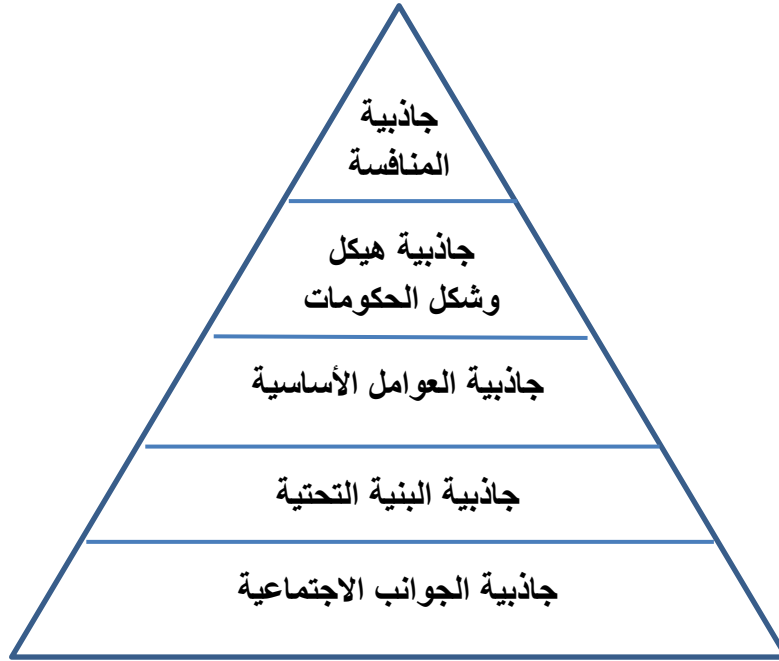 جاذبية
المنافسة
جاذبية هيكل
وشكل الحكومات
جاذبية العوامل الأساسية
جاذبية البنية التحتية
جاذبية الجوانب الاجتماعية